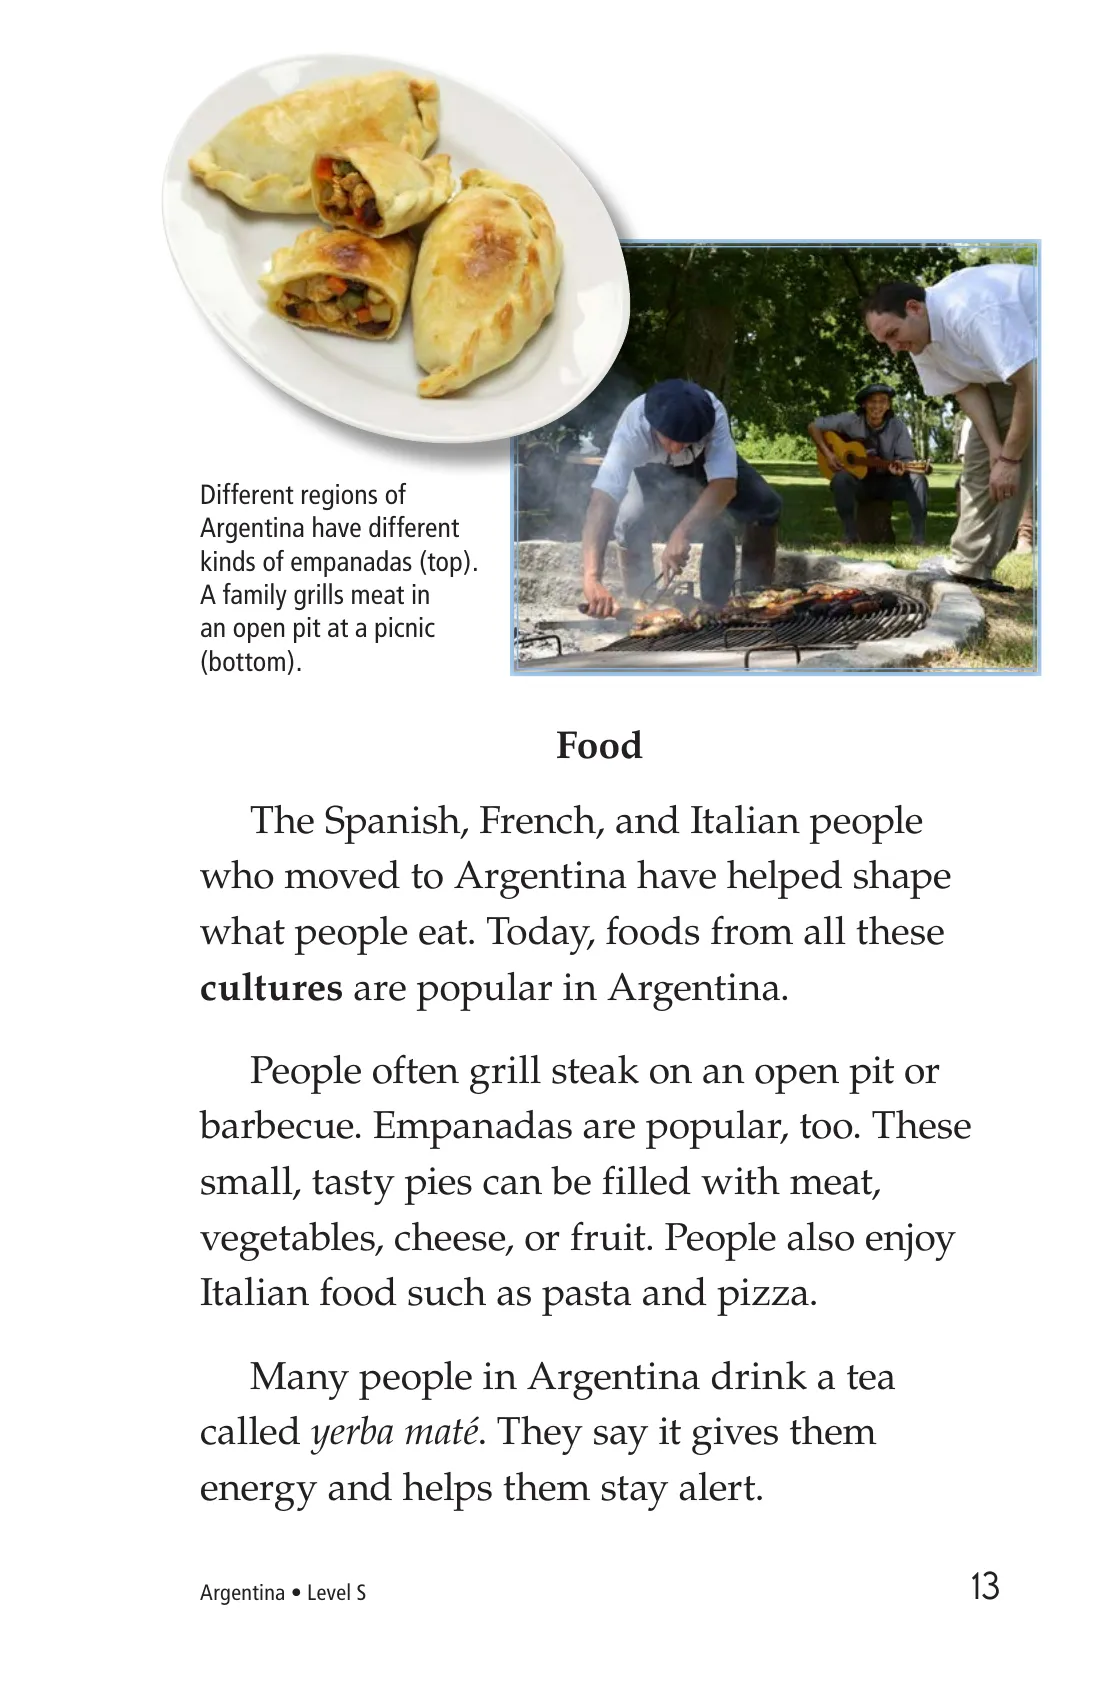 Different regions of
Argentina have different
kinds of empanadas (top).
A family grills meat in
an open pit at a picnic
(bottom).
Food
The Spanish, French, and Italian people
who moved to Argentina have helped shape
what people eat. Today, foods from all these
cultures are popular in Argentina.
People often grill steak on an open pit or
barbecue. Empanadas are popular, too. These
small, tasty pies can be filled with meat,
vegetables, cheese, or fruit. People also enjoy
Italian food such as pasta and pizza.
Many people in Argentina drink a tea
called yerba maté. They say it gives them
energy and helps them stay alert.
Argentina • Level S
13